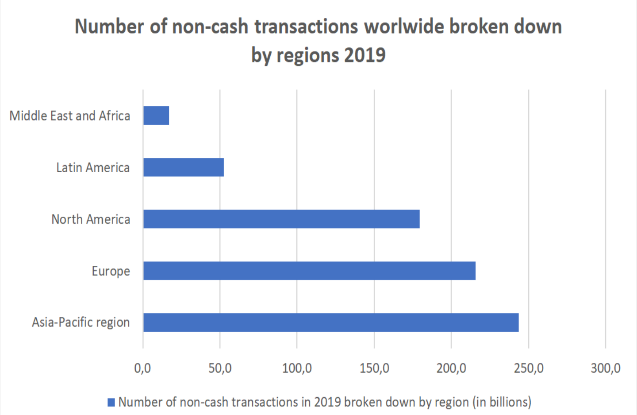 Number of non-cash transactions worlwide broken down
by regions 2019
Middle East and Africa
Latin America
North America
Europe
Asia-Pacific region
0,0 50,0 100,0 150,0 200,0 250,0 300,0
Number of non-cash transactions in 2019 broken down by region (in billions)